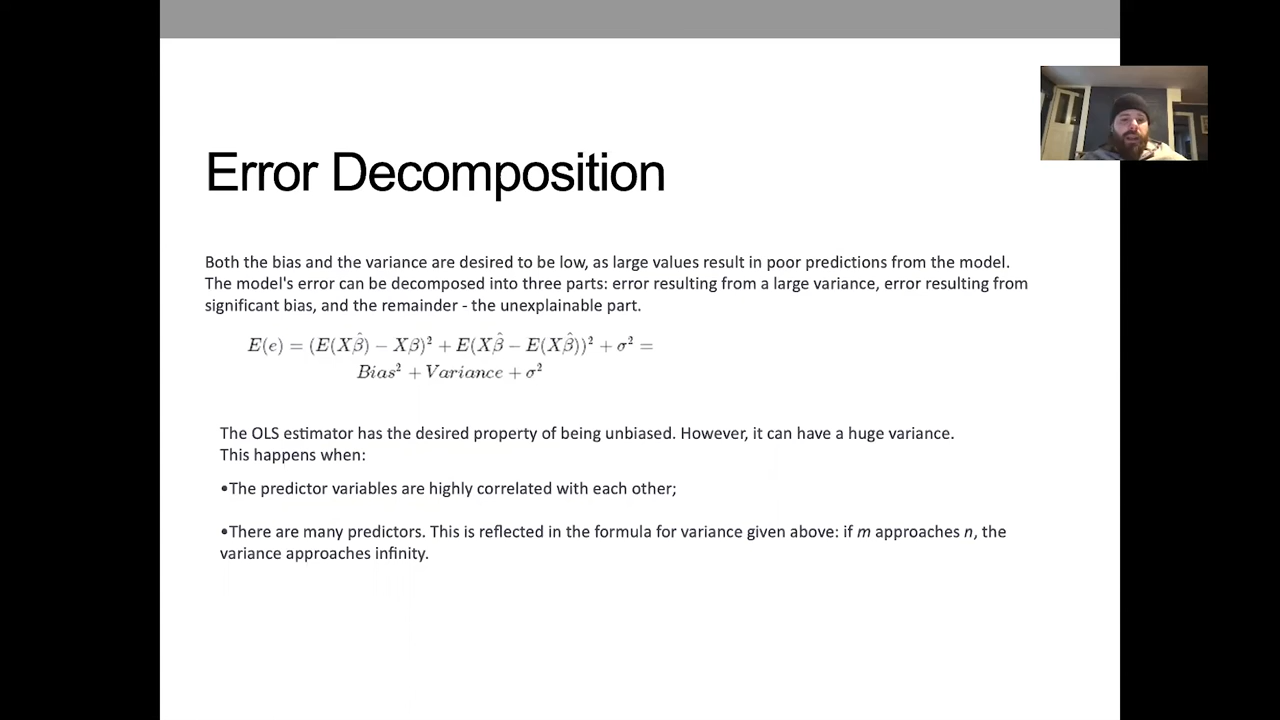 Error Decomposition
Both the bias and the variance are desired to be low, as large values result in poor predictions from the model.
The model's error can be decomposed into three parts: error resulting from a large variance, error resulting from
significant bias, and the remainder - the unexplainable part.
E(e) = (E(Xβ̂) − Xβ)² + E(Xβ̂ − E(Xβ̂))² + σ² =
Bias² + Variance + σ²
The OLS estimator has the desired property of being unbiased. However, it can have a huge variance.
This happens when:
•The predictor variables are highly correlated with each other;
•There are many predictors. This is reflected in the formula for variance given above: if m approaches n, the
variance approaches infinity.